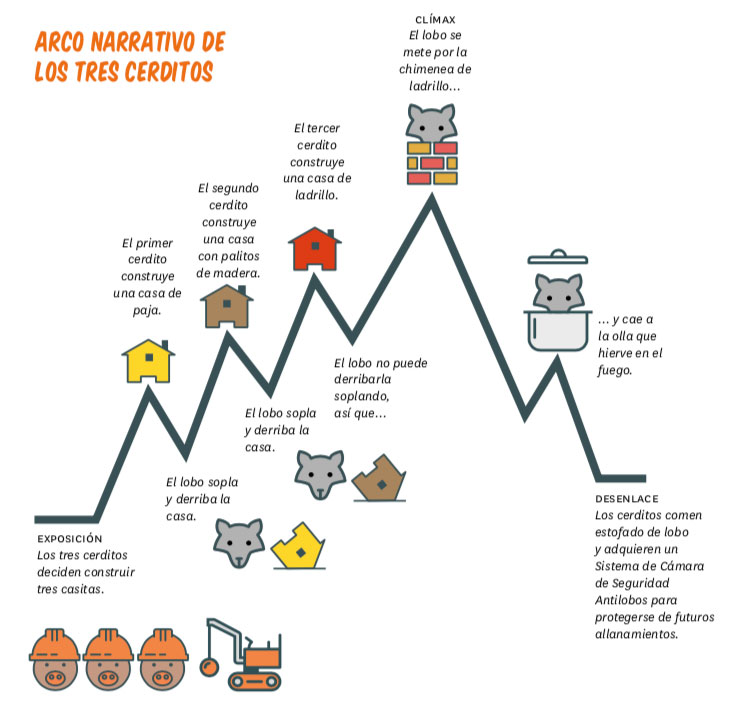 ARCO NARRATIVO DE
LOS TRES CERDITOS
EXPOSICIÓN
Los tres cerditos
deciden construir
tres casitas.
El primer
cerdito
construye
una casa de
paja.
El lobo sopla
y derriba la
casa.
El segundo
cerdito
construye
una casa
con palitos
de madera.
El lobo sopla
y derriba la
casa.
El tercer
cerdito
construye
una casa de
ladrillo.
El lobo no puede
derribarla
soplando,
así que...
CLÍMAX
El lobo se
mete por la
chimenea de
ladrillo...
... y cae a
la olla que
hierve en el
fuego.
DESENLACE
Los cerditos comen
estofado de lobo
y adquieren un
Sistema de Cámara
de Seguridad
Antilobos para
protegerse de futuros
allanamientos.